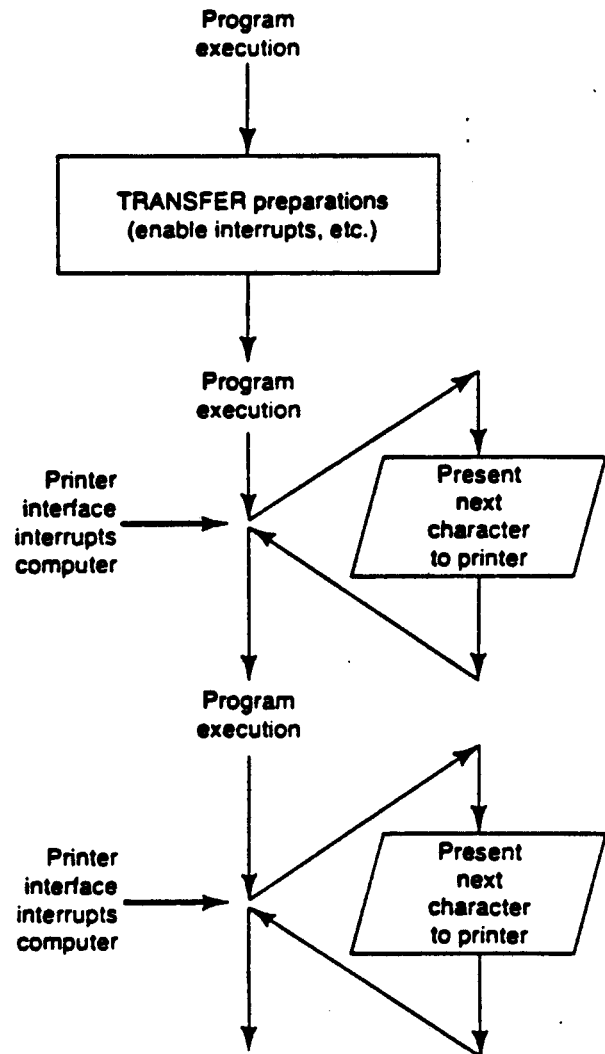 Program
execution
TRANSFER preparations
(enable interrupts, etc.)
Program
execution
Printer
interface
interrupts
computer
Present
next
character
to printer
Program
execution
Printer
interface
interrupts
computer
Present
next
character
to printer